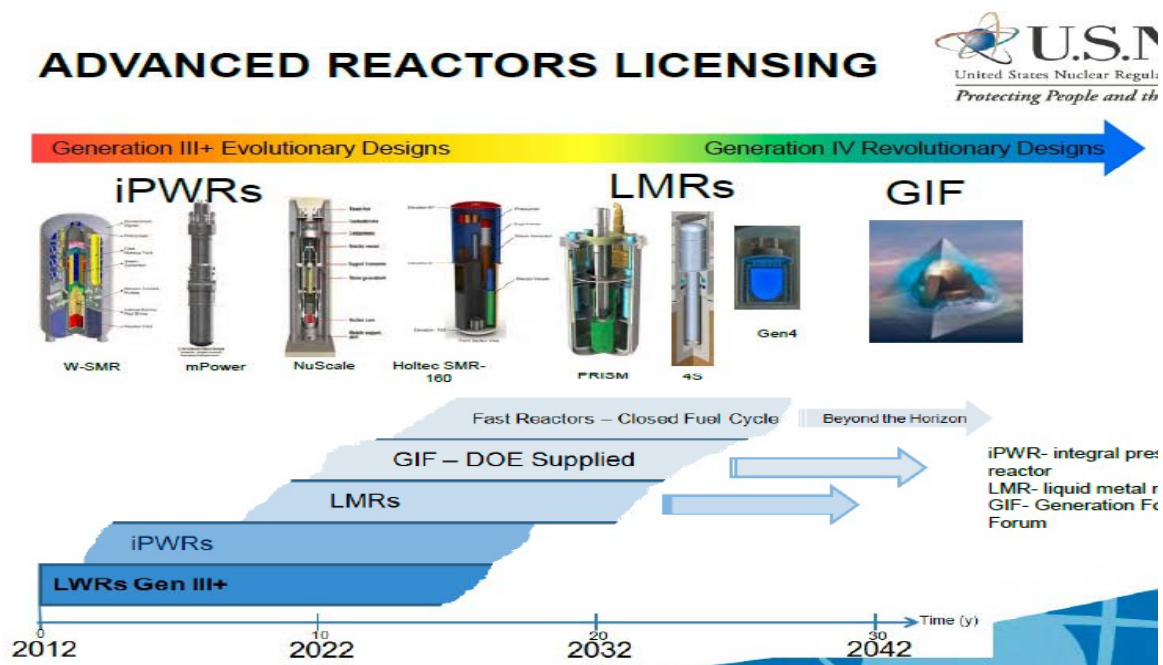 ADVANCED REACTORS LICENSING
U.S.N
United States Nuclear Regula
Protecting People and th
Generation III+ Evolutionary Designs
Generation IV Revolutionary Designs
iPWRs
LMRs
GIF
W-SMR
mPower
NuScale
Holtec SMR-
160
PRISM
4S
Gen4
Fast Reactors – Closed Fuel Cycle
Beyond the Horizon
GIF – DOE Supplied
LMRs
iPWRs
LWRs Gen III+
iPWR- integral pres
reactor
LMR- liquid metal r
GIF- Generation Fo
Forum
Time (y)
0
10
20
30
2012
2022
2032
2042